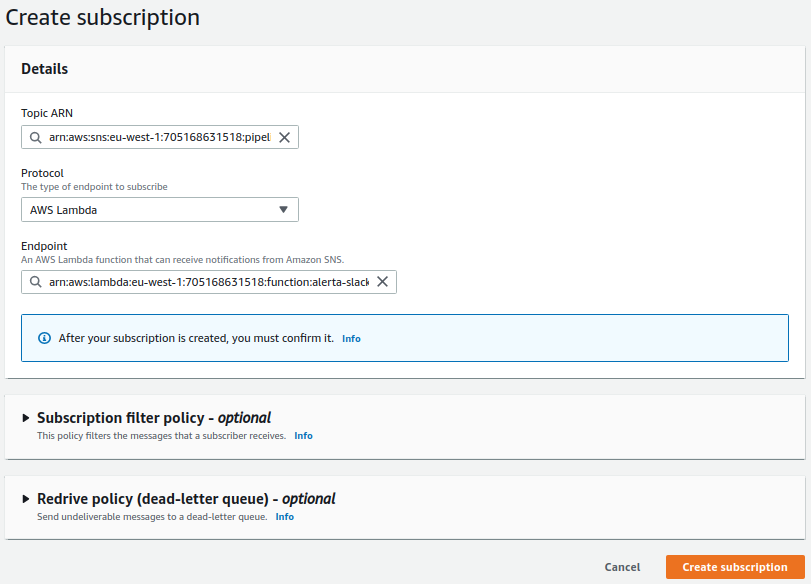 Create subscription
Details
Topic ARN
arn:aws:sns:eu-west-1:705168631518:pipel
Protocol
The type of endpoint to subscribe
AWS Lambda
Endpoint
An AWS Lambda function that can receive notifications from Amazon SNS.
arn:aws:lambda:eu-west-1:705168631518:function:alerta-slack
After your subscription is created, you must confirm it. Info
Subscription filter policy - optional
This policy filters the messages that a subscriber receives. Info
Redrive policy (dead-letter queue) - optional
Send undeliverable messages to a dead-letter queue. Info
Cancel Create subscription